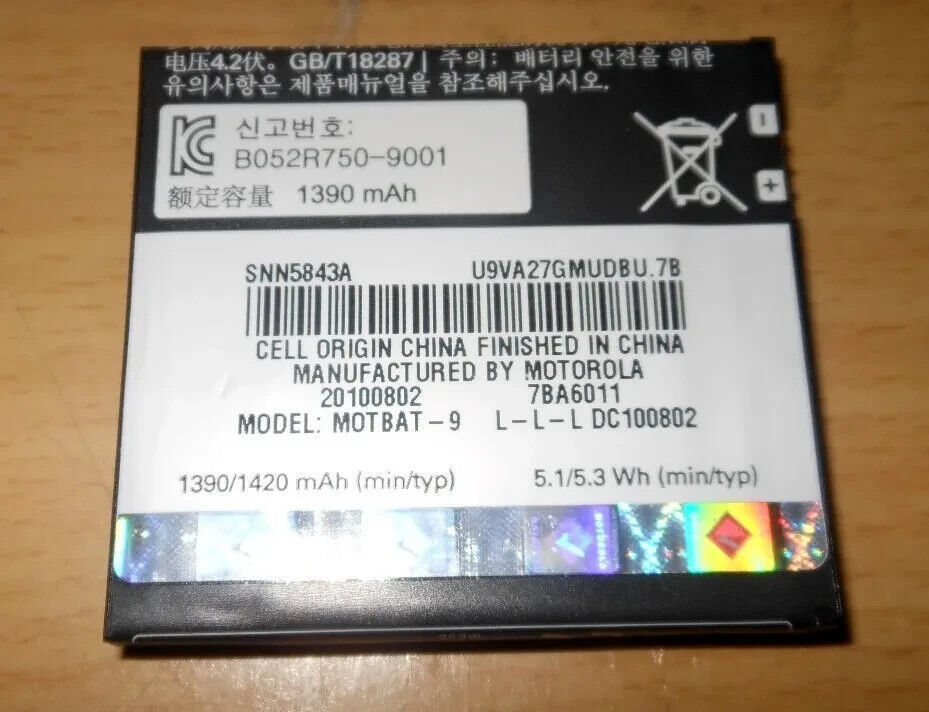 电压4.2伏。GB/T18287| 주의: 배터리 안전을 위한
유의사항은 제품매뉴얼을 참조해주십시오.
신고번호:
B052R750-9001
额定容量 1390 mAh
-
+
SNN5843A U9VA27GMUDBU.7B
CELL ORIGIN CHINA FINISHED IN CHINA
MANUFACTURED BY MOTOROLA
20100802 7BA6011
MODEL: MOTBAT-9 L-L-L DC100802
1390/1420 mAh (min/typ) 5.1/5.3 Wh (min/typ)